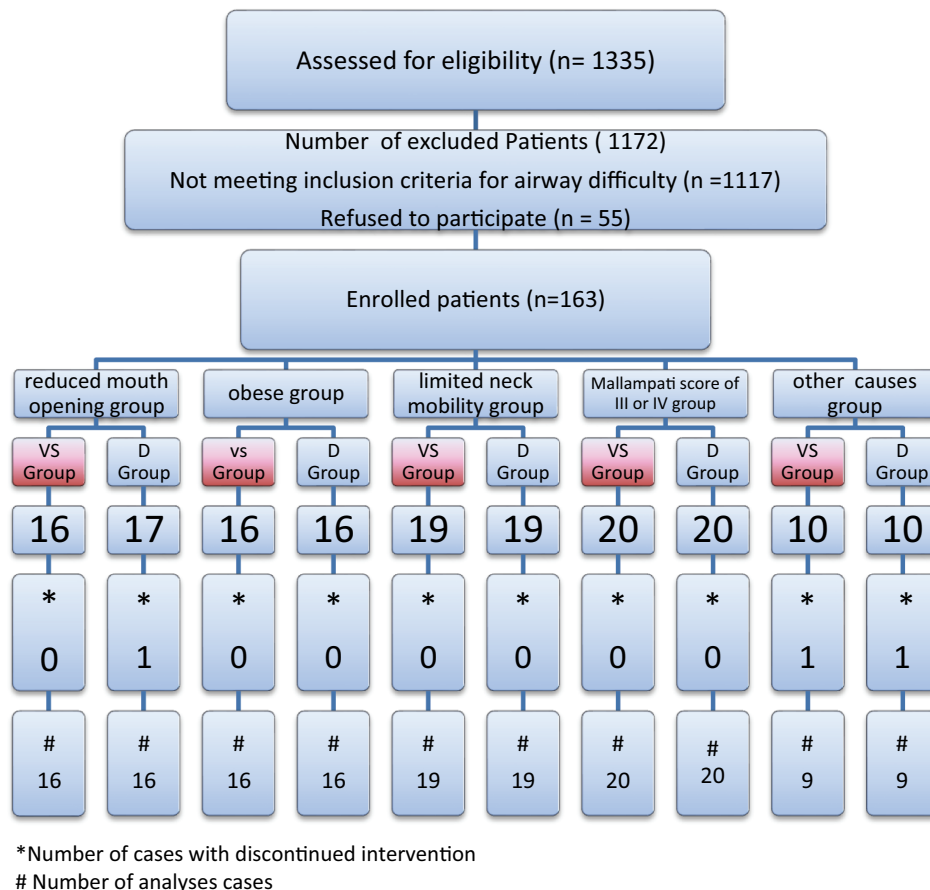 Assessed for eligibility (n= 1335)
Number of excluded Patients ( 1172)
Not meeting inclusion criteria for airway difficulty (n =1117)
Refused to participate (n = 55)
Enrolled patients (n=163)
reduced mouth
opening group
obese group
limited neck
mobility group
Mallampati score of
III or IV group
other causes
group
VS
Group
D
Group
vs
Group
D
Group
VS
Group
D
Group
VS
Group
D
Group
VS
Group
D
Group
16 17 16 16 19 19 20 20 10 10
* * * * * * * * * *
0 1 0 0 0 0 0 0 1 1
# # # # # # # # # #
16 16 16 16 19 19 20 20 9 9
*Number of cases with discontinued intervention
# Number of analyses cases